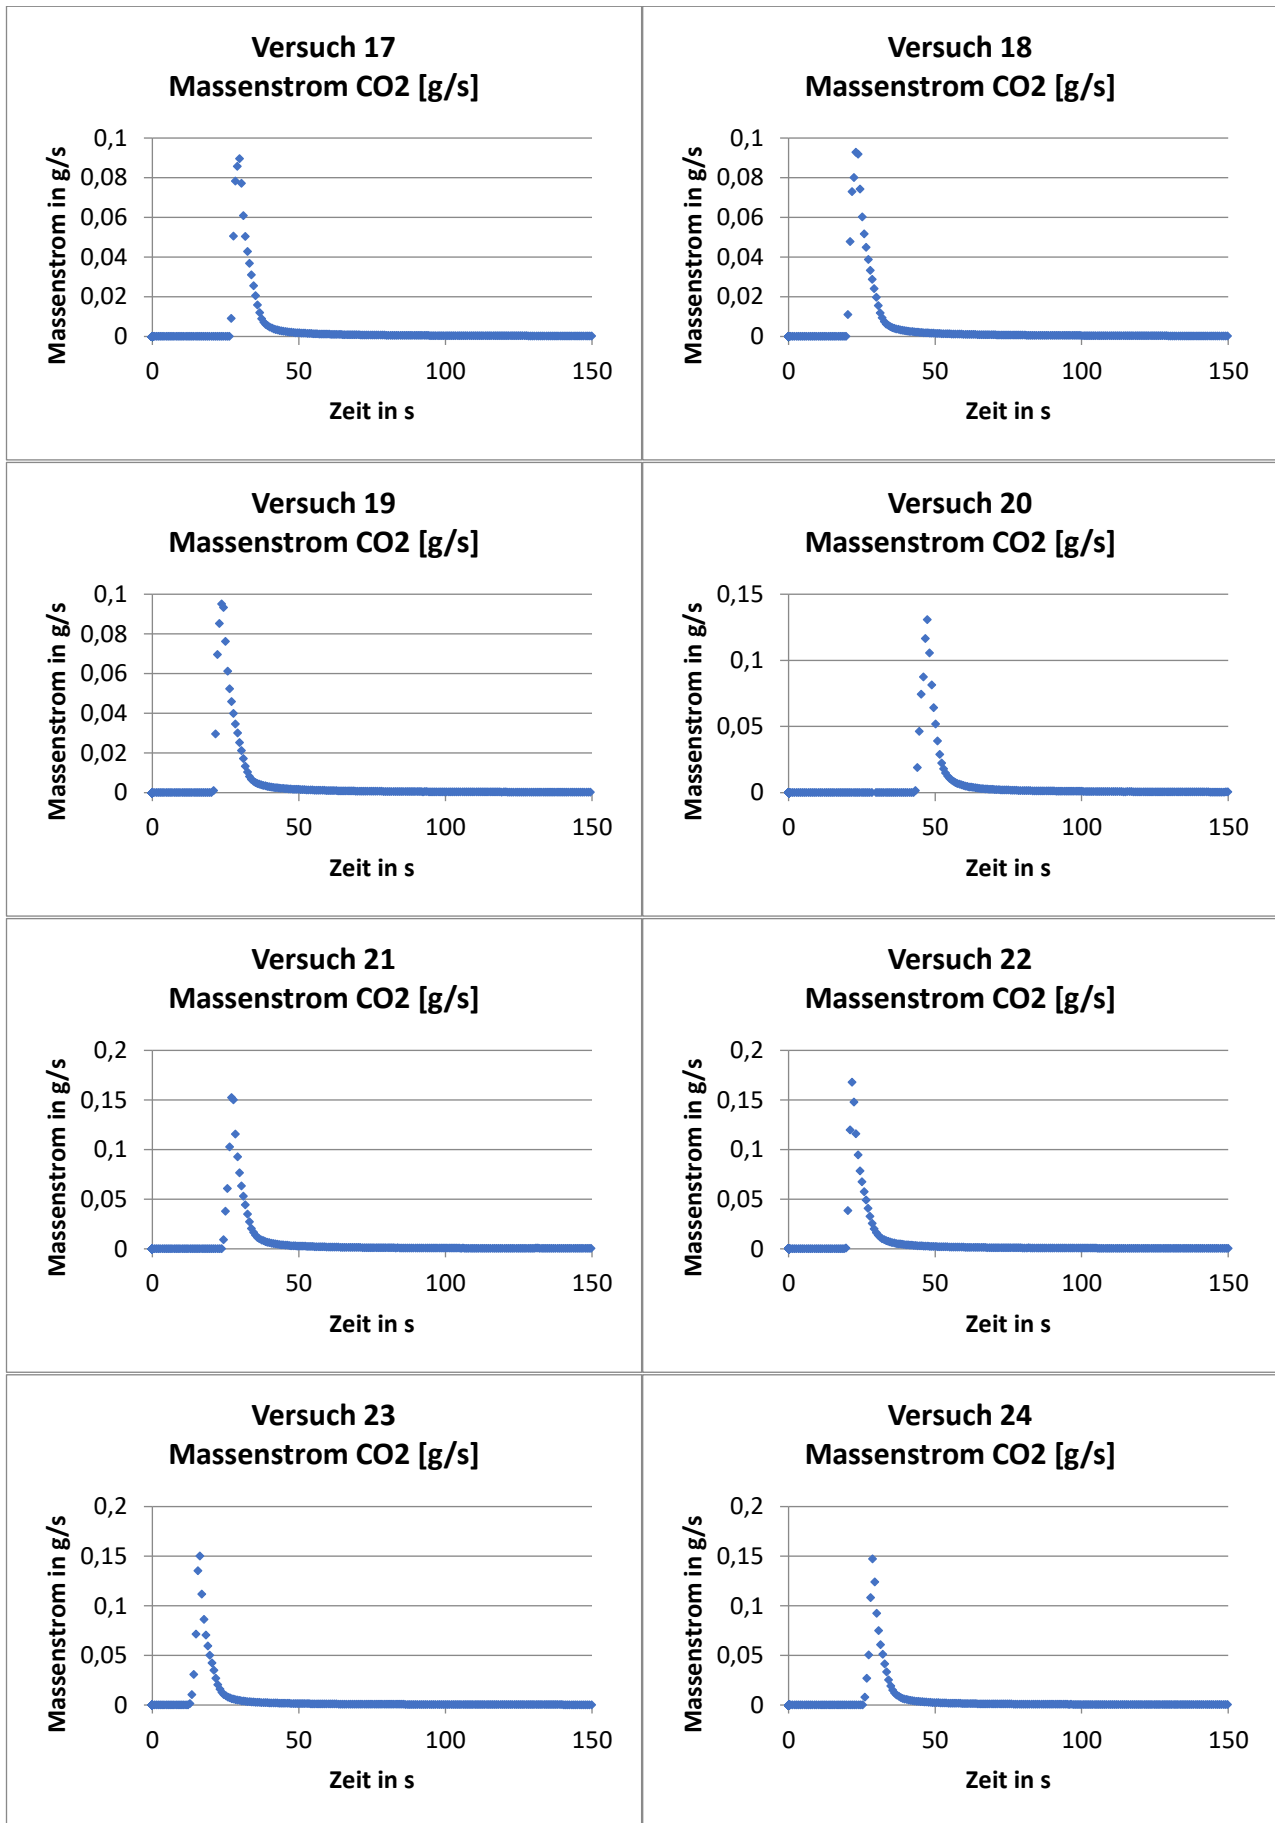 Versuch 17
Massenstrom CO2 [g/s]
Massenstrom in g/s
0,1
0,08
0,06
0,04
0,02
0
0 50 100 150
Zeit in s
Versuch 18
Massenstrom CO2 [g/s]
Massenstrom in g/s
0,1
0,08
0,06
0,04
0,02
0
0 50 100 150
Zeit in s
Versuch 19
Massenstrom CO2 [g/s]
Massenstrom in g/s
0,1
0,08
0,06
0,04
0,02
0
0 50 100 150
Zeit in s
Versuch 20
Massenstrom CO2 [g/s]
Massenstrom in g/s
0,15
0,1
0,05
0
0 50 100 150
Zeit in s
Versuch 21
Massenstrom CO2 [g/s]
Massenstrom in g/s
0,2
0,15
0,1
0,05
0
0 50 100 150
Zeit in s
Versuch 22
Massenstrom CO2 [g/s]
Massenstrom in g/s
0,2
0,15
0,1
0,05
0
0 50 100 150
Zeit in s
Versuch 23
Massenstrom CO2 [g/s]
Massenstrom in g/s
0,2
0,15
0,1
0,05
0
0 50 100 150
Zeit in s
Versuch 24
Massenstrom CO2 [g/s]
Massenstrom in g/s
0,2
0,15
0,1
0,05
0
0 50 100 150
Zeit in s